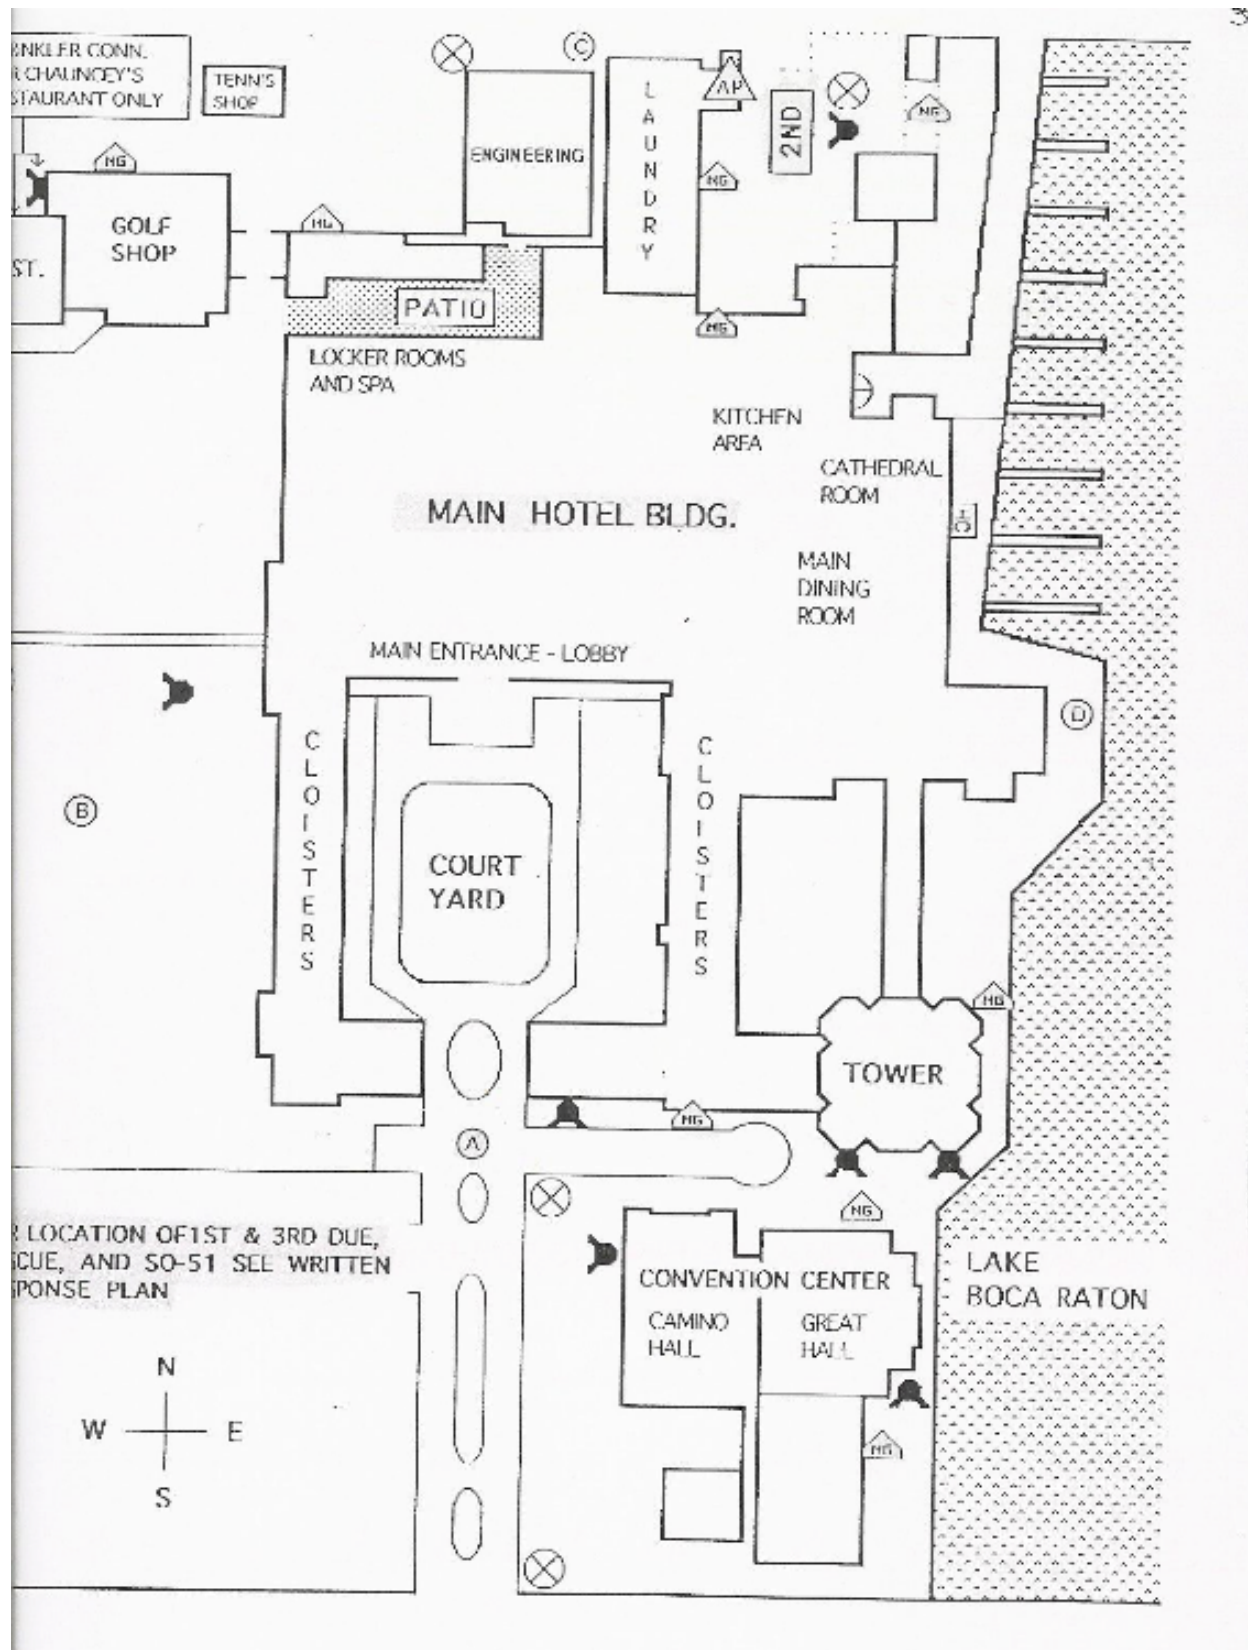 3
NKLER CONN.
R CHAUNCEY'S
STAURANT ONLY
TENN'S
SHOP
C
AP
2ND
NG
NG
ENGINEERING
LAUNDRY
NG
GOLF
SHOP
NG
ST.
PATIO
NG
LOCKER ROOMS
AND SPA
KITCHEN
AREA
CATHEDRAL
ROOM
MAIN HOTEL BLDG.
MAIN
DINING
ROOM
MAIN ENTRANCE - LOBBY
D
CLOISTERS
CLOISTERS
B
COURT
YARD
NG
TOWER
A
NG
NG
LOCATION OF 1ST & 3RD DUE,
CUE, AND SO-51 SEE WRITTEN
PONSE PLAN
CONVENTION CENTER
CAMINO
HALL
GREAT
HALL
LAKE
BOCA RATON
N
W E
S
NG